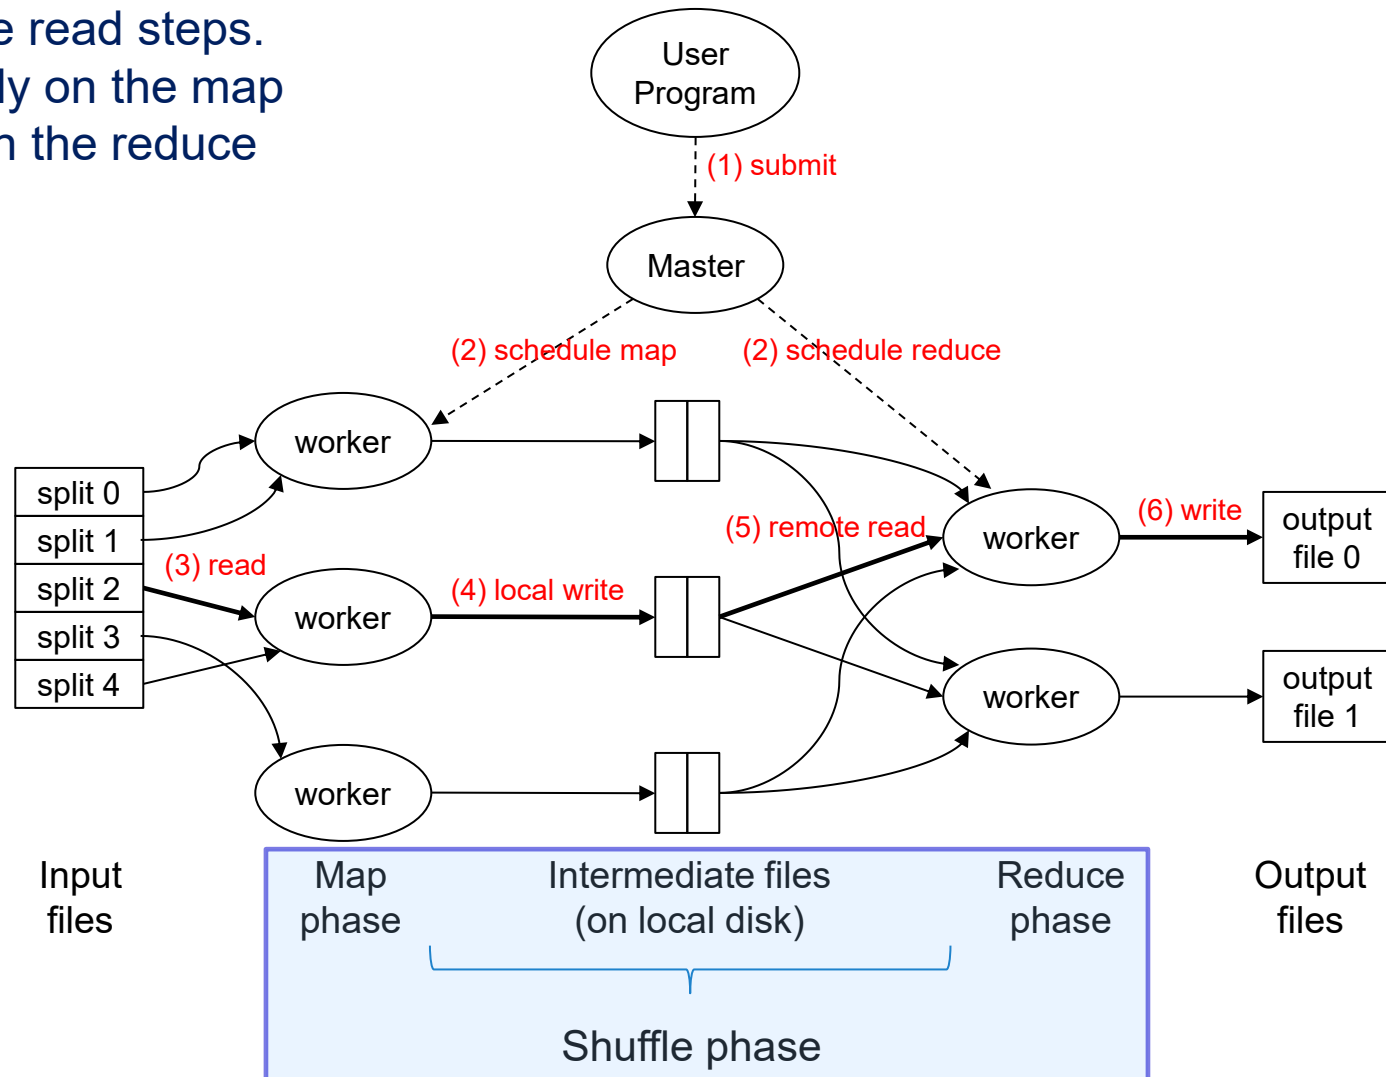 e read steps.
ly on the map
n the reduce
User
Program
(1) submit
Master
(2) schedule map
(2) schedule reduce
worker
split 0
split 1
split 2
split 3
split 4
(3) read
worker
(4) local write
worker
(5) remote read
worker
(6) write
output
file 0
worker
output
file 1
Input
files
Map
phase
Intermediate files
(on local disk)
Reduce
phase
Output
files
Shuffle phase